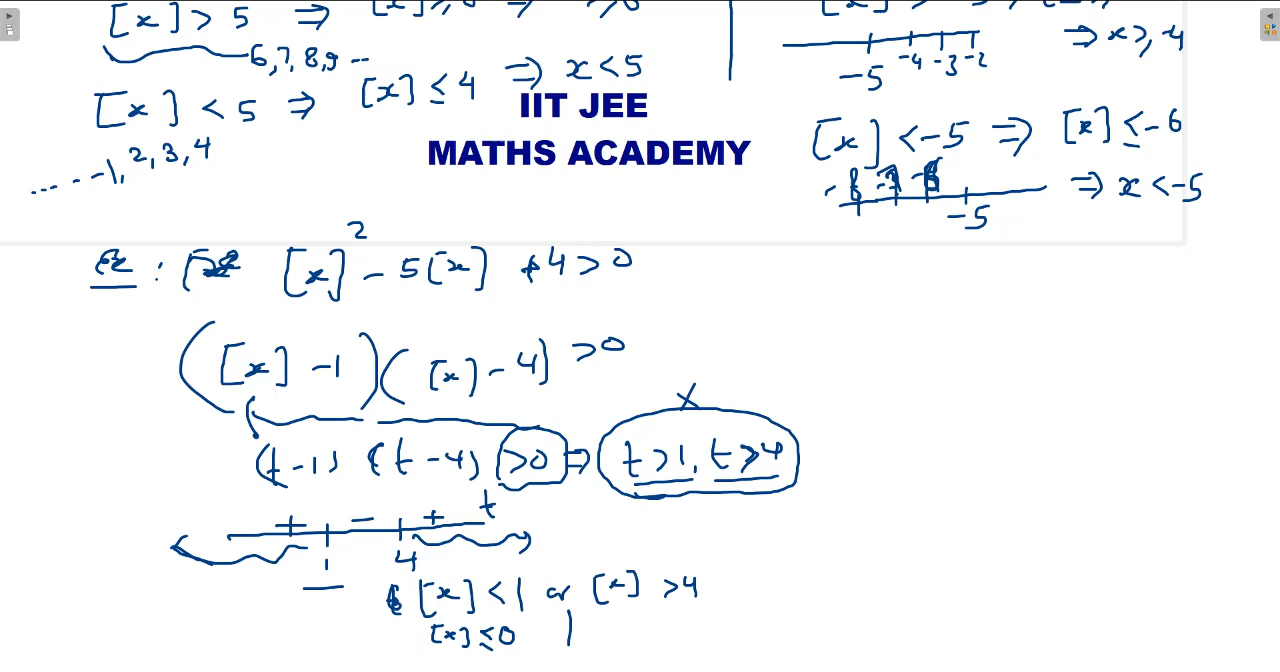 [x] > 5 ⇒ [x] ≥ 6 ⇒
6, 7, 8, 9 --
[x] < 5 ⇒ [x] ≤ 4 ⇒ x < 5
..... -1, 2, 3, 4
IIT JEE
MATHS ACADEMY
⇒ x ≥ -4
-5 -4 -3 -2
[x] < -5 ⇒ [x] ≤ -6
-5 ⇒ x < -5
Ex : [x]² - 5[x] + 4 > 0
([x] - 1)([x] - 4) > 0
x
(t - 1) (t - 4) > 0 ⇒ t > 1, t > 4
+ - + t
1 4
[x] < 1 or [x] > 4
[x] ≤ 0 |